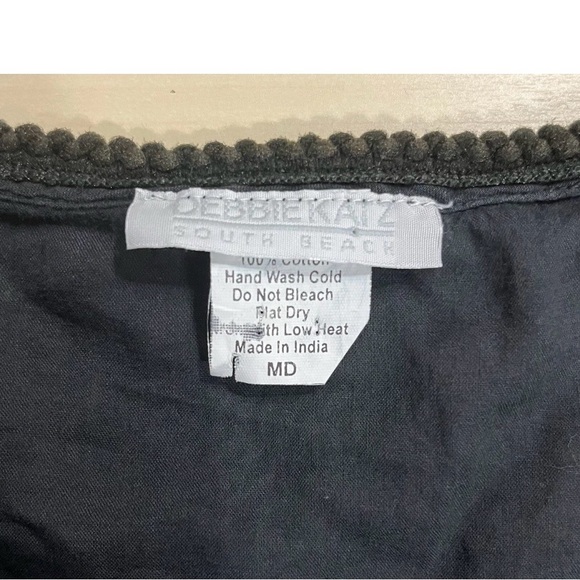 DEBBIEKATZ
SOUTH BEACH
100% Cotton
Hand Wash Cold
Do Not Bleach
Flat Dry
Iron with Low Heat
Made In India
MD